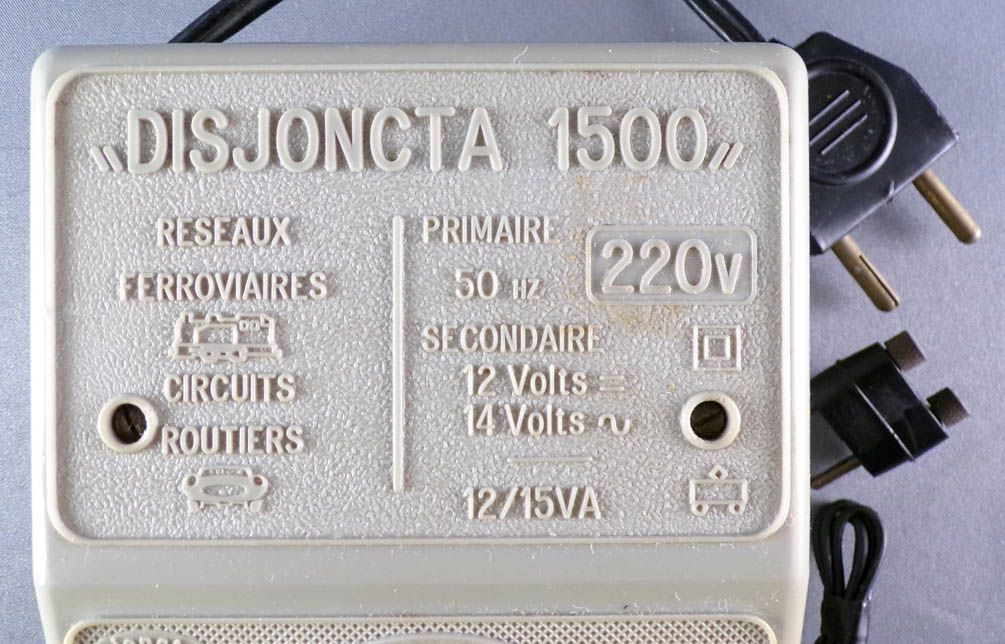 "DISJONCTA 1500"
RESEAUX
FERROVIAIRES
CIRCUITS
ROUTIERS
PRIMAIRE
50 HZ
220V
SECONDAIRE
12 Volts ⎓
14 Volts ∿
12/15VA